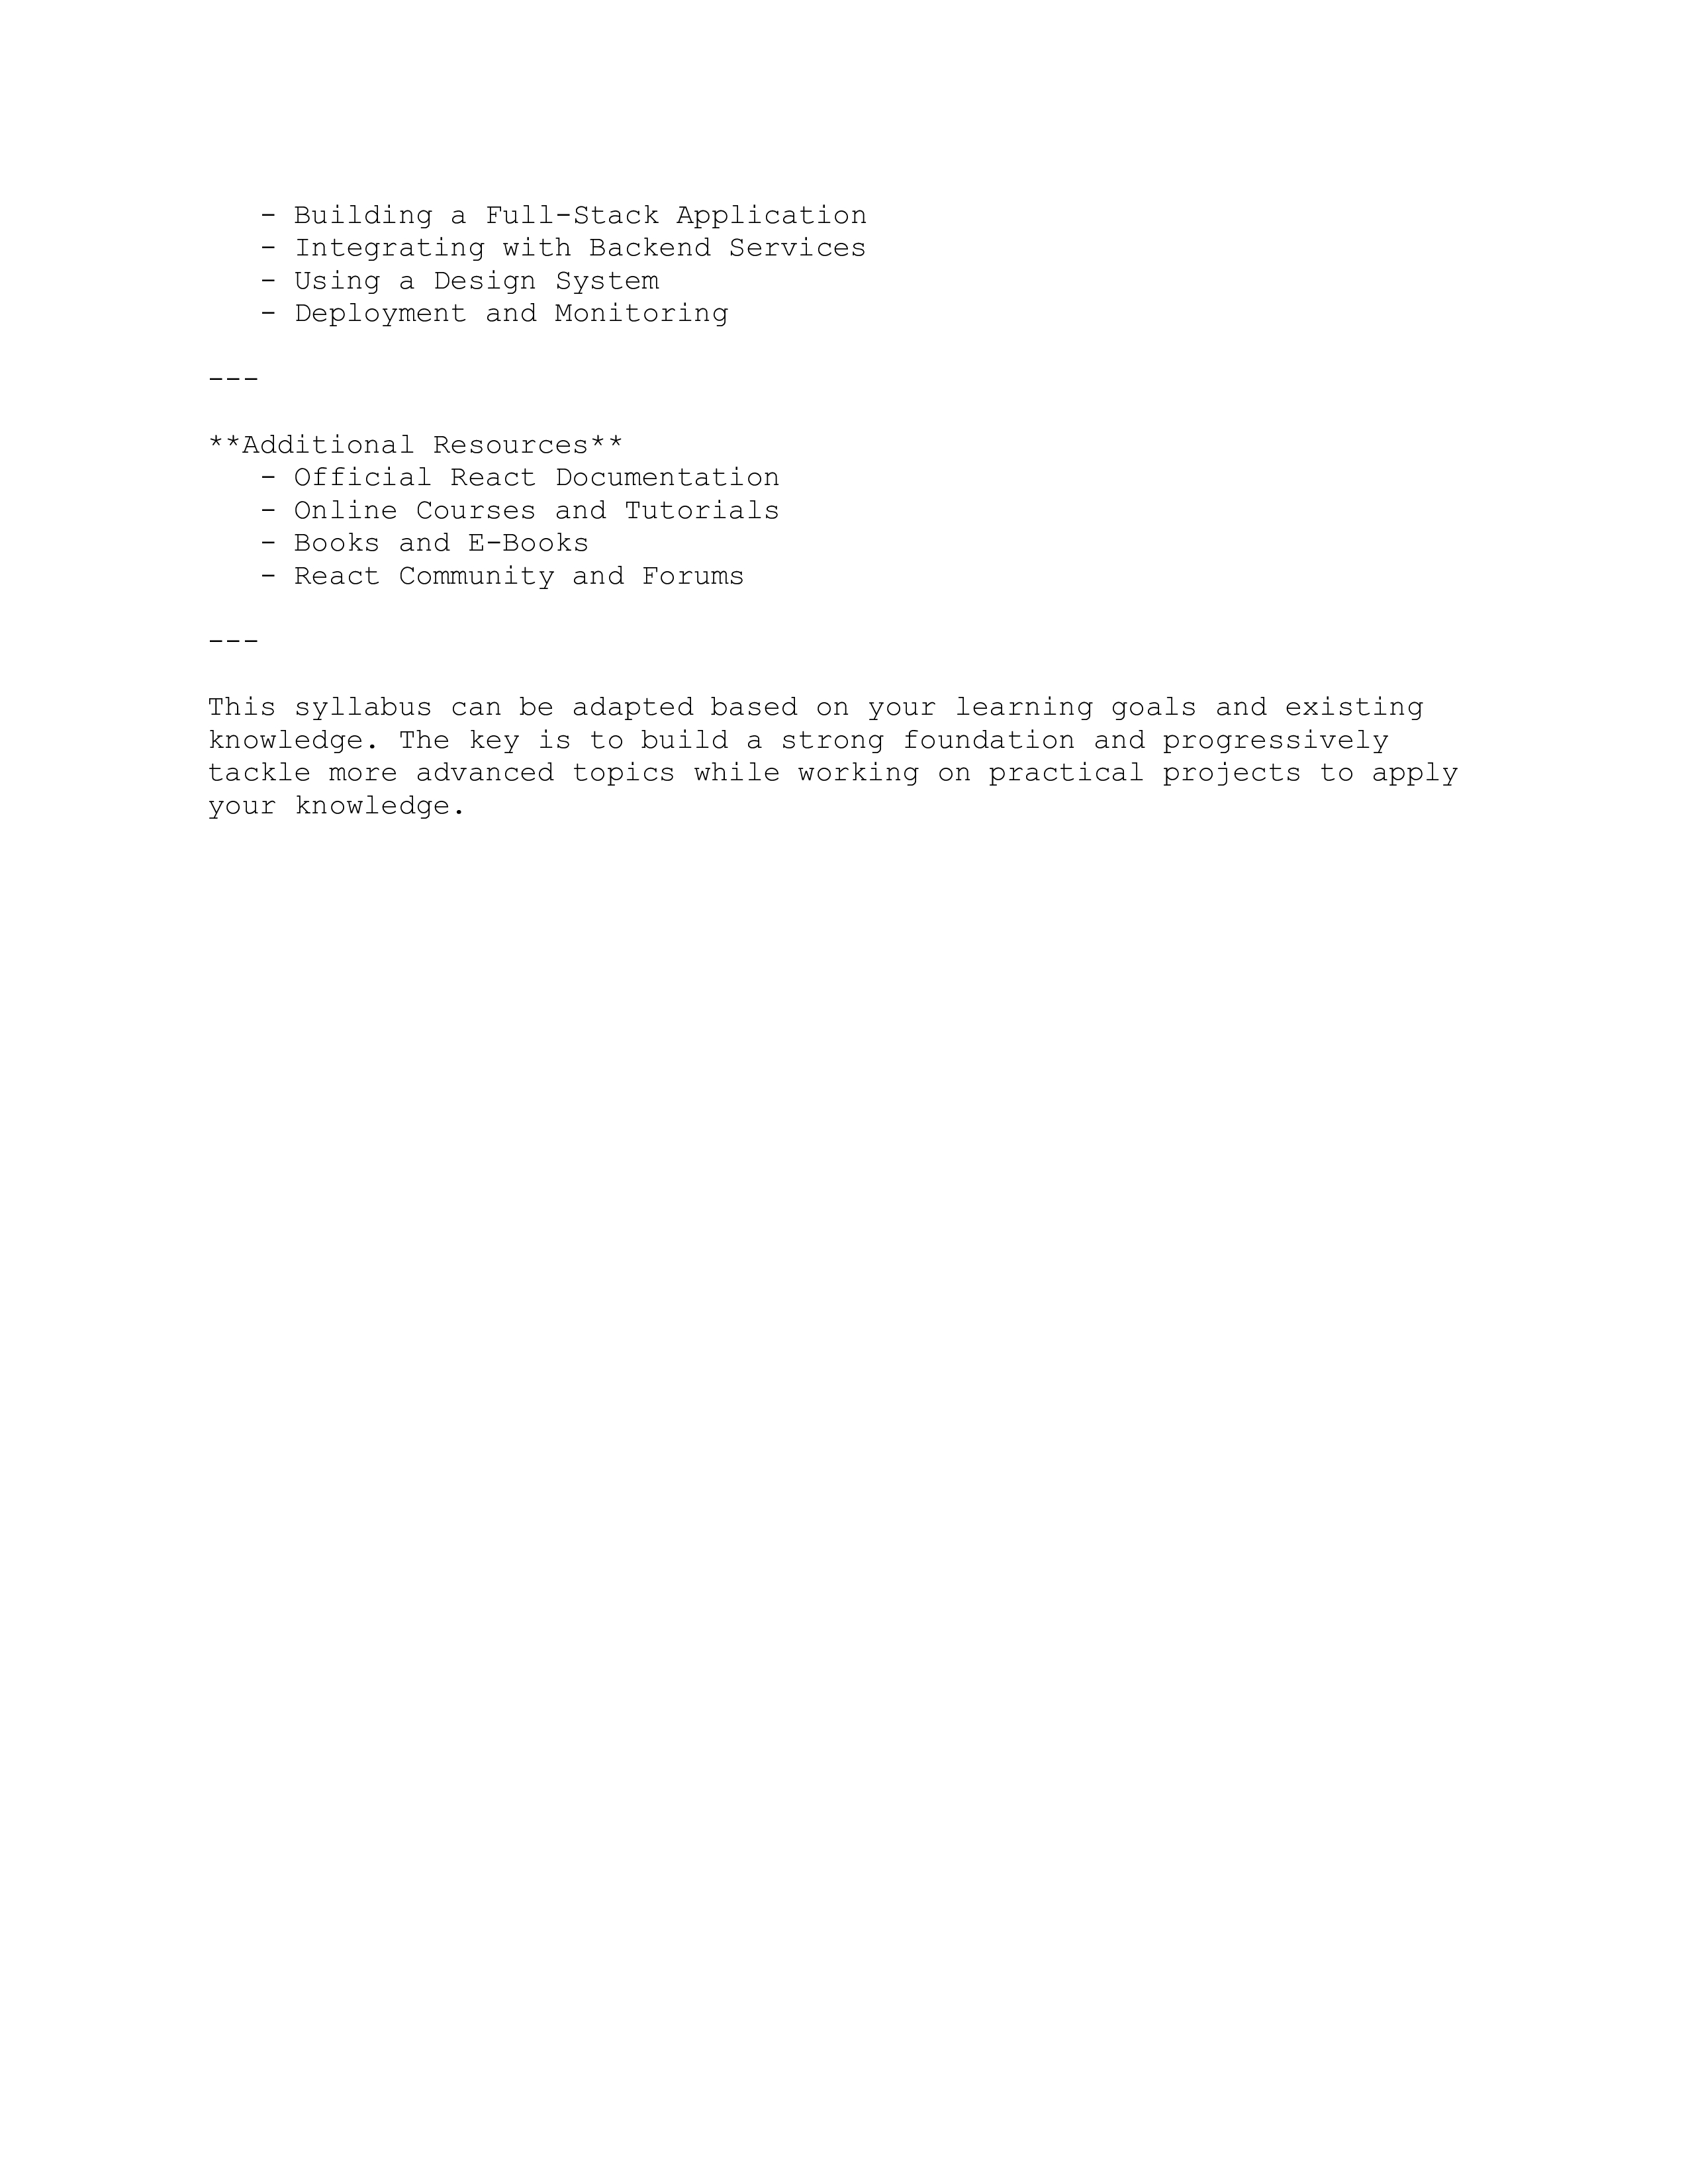 - Building a Full-Stack Application
- Integrating with Backend Services
- Using a Design System
- Deployment and Monitoring
---
**Additional Resources**
- Official React Documentation
- Online Courses and Tutorials
- Books and E-Books
- React Community and Forums
---
This syllabus can be adapted based on your learning goals and existing
knowledge. The key is to build a strong foundation and progressively
tackle more advanced topics while working on practical projects to apply
your knowledge.